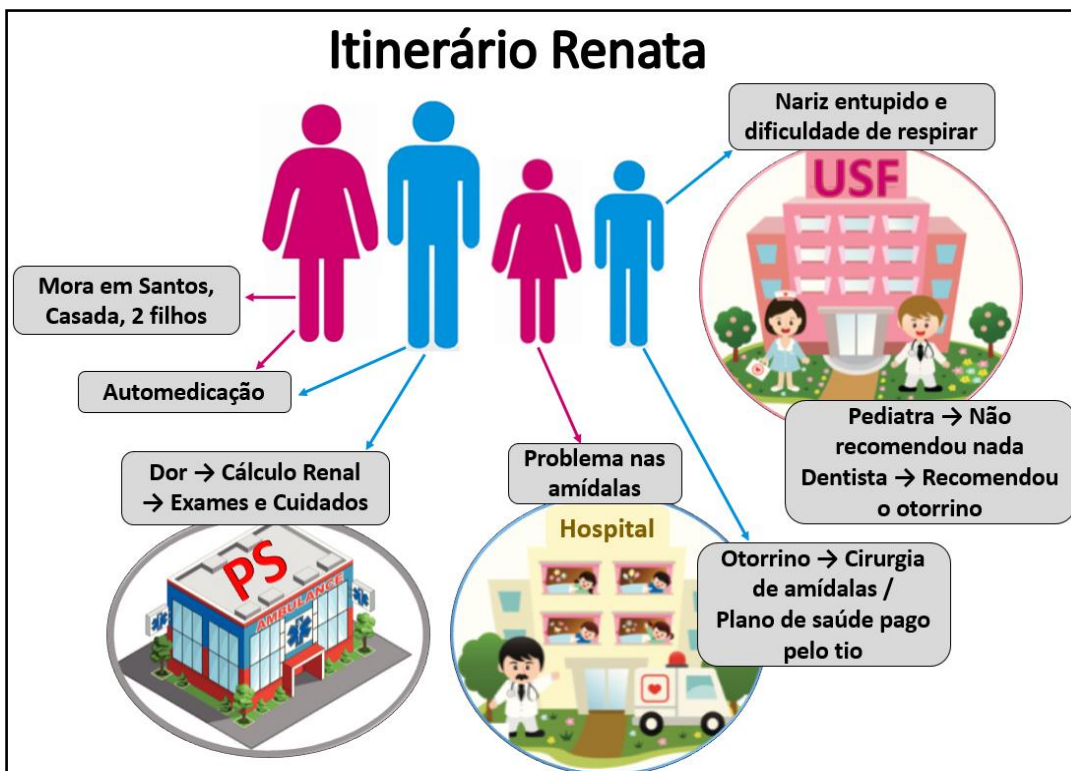 Itinerário Renata
Nariz entupido e
dificuldade de respirar
USF
Mora em Santos,
Casada, 2 filhos
Automedicação
Pediatra → Não
recomendou nada
Dentista → Recomendou
o otorrino
Dor → Cálculo Renal
→ Exames e Cuidados
Problema nas
amídalas
PS
AMBULANCE
Hospital
Otorrino → Cirurgia
de amídalas /
Plano de saúde pago
pelo tio